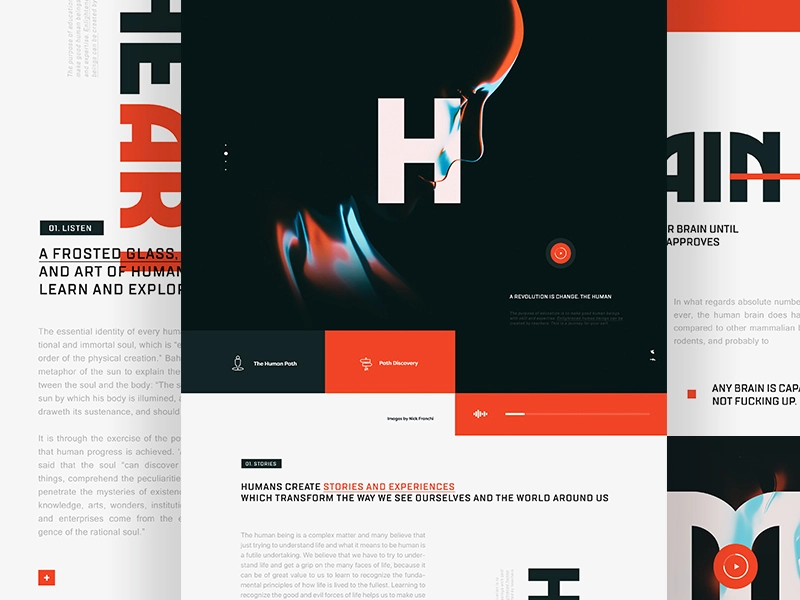 The purpose of education
make good human beings
and expertise. Enlightened
beings can be created by
HEAR
01. LISTEN
A FROSTED GLASS,
AND ART OF HUMAN
LEARN AND EXPLOR
The essential identity of every hum
tional and immortal soul, which is "e
order of the physical creation." Bah
metaphor of the sun to explain the
tween the soul and the body: "The s
sun by which his body is illumined, a
draweth its sustenance, and should
It is through the exercise of the po
that human progress is achieved. '
said that the soul "can discover
things, comprehend the peculiarities
penetrate the mysteries of existenc
knowledge, arts, wonders, instituti
and enterprises come from the e
gence of the rational soul."
H
A REVOLUTION IS CHANGE. THE HUMAN
The Human Path
Path Discovery
Images by Nick Fronchi
01. STORIES
HUMANS CREATE STORIES AND EXPERIENCES
WHICH TRANSFORM THE WAY WE SEE OURSELVES AND THE WORLD AROUND US
The human being is a complex matter and many believe that
just trying to understand life and what it means to be human is
a futile undertaking. We believe that we have to try to under-
stand life and get a grip on the many faces of life, because it
can be of great value to us to learn to recognize the funda-
mental principles of how life is lived to the fullest. Learning to
recognize the good and evil forces of life helps us to make use
H
AIN
R BRAIN UNTIL
APPROVES
In what regards absolute numbe
ever, the human brain does ha
compared to other mammalian b
rodents, and probably to
ANY BRAIN IS CAPA
NOT FUCKING UP.
M